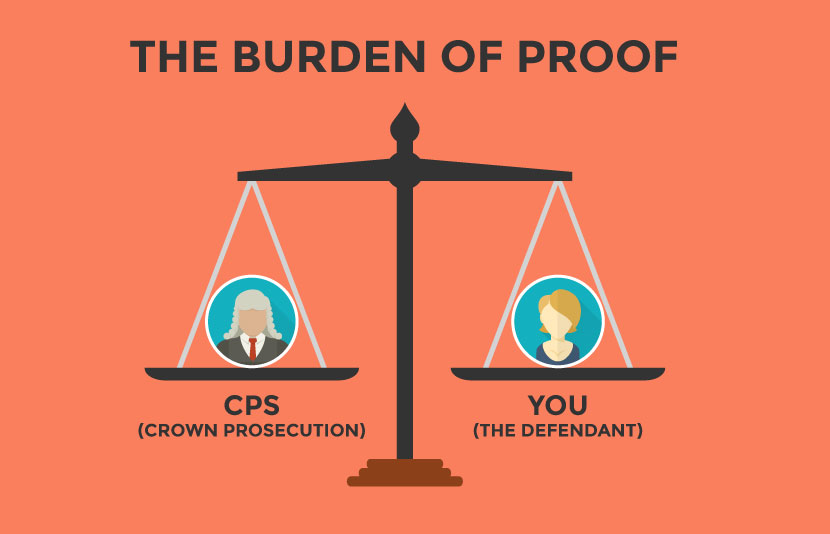 THE BURDEN OF PROOF
CPS
(CROWN PROSECUTION)
YOU
(THE DEFENDANT)